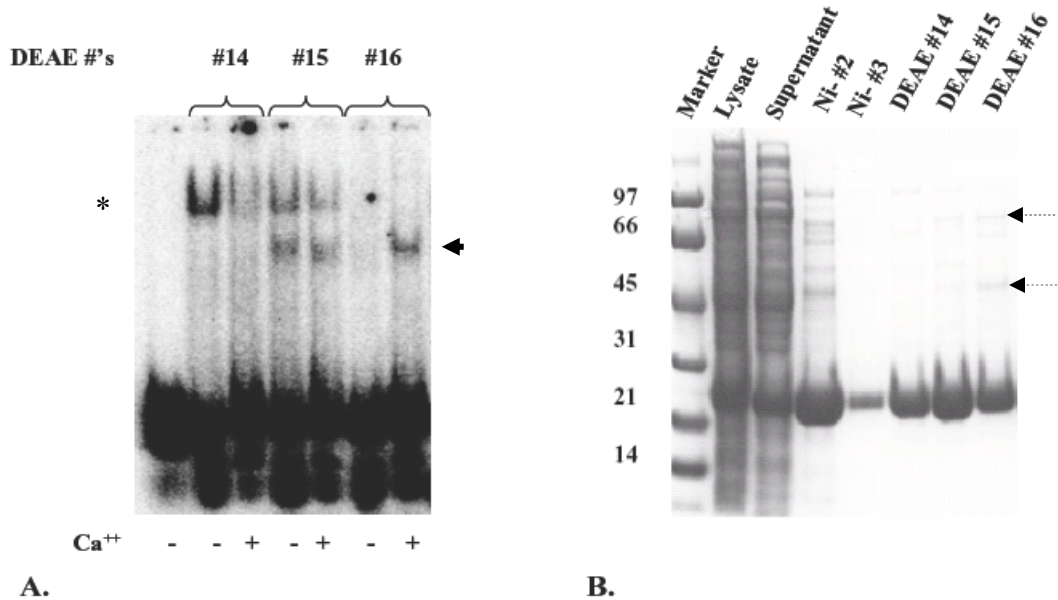 DEAE #'s #14 #15 #16
*
Ca++ - - + - + - +
A.
Marker Lysate Supernatant Ni- #2 Ni- #3 DEAE #14 DEAE #15 DEAE #16
97
66
45
31
21
14
B.